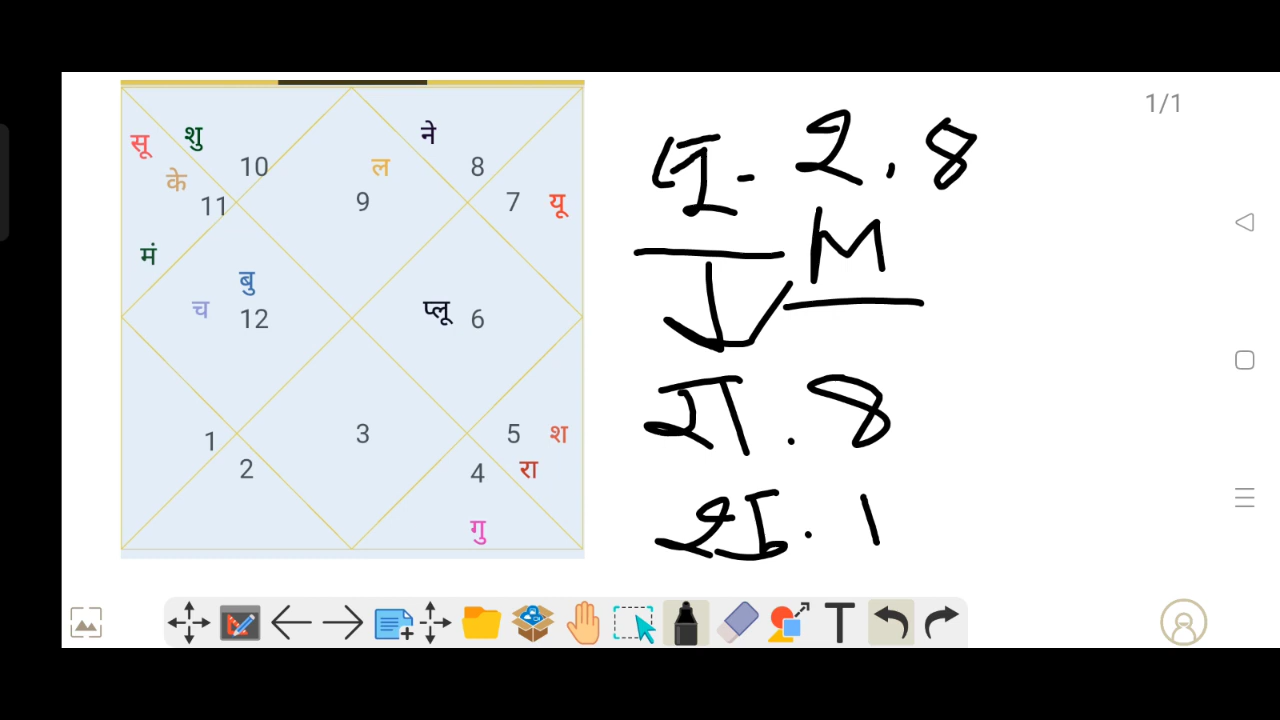 1/1
ने
शु
सू
10
ल
8
के
11
9
7 यू
मं
बु
च
12
प्लू 6
3
5 श
1
2
4 रा
गु
2, 8
M
रा. 8
1
T